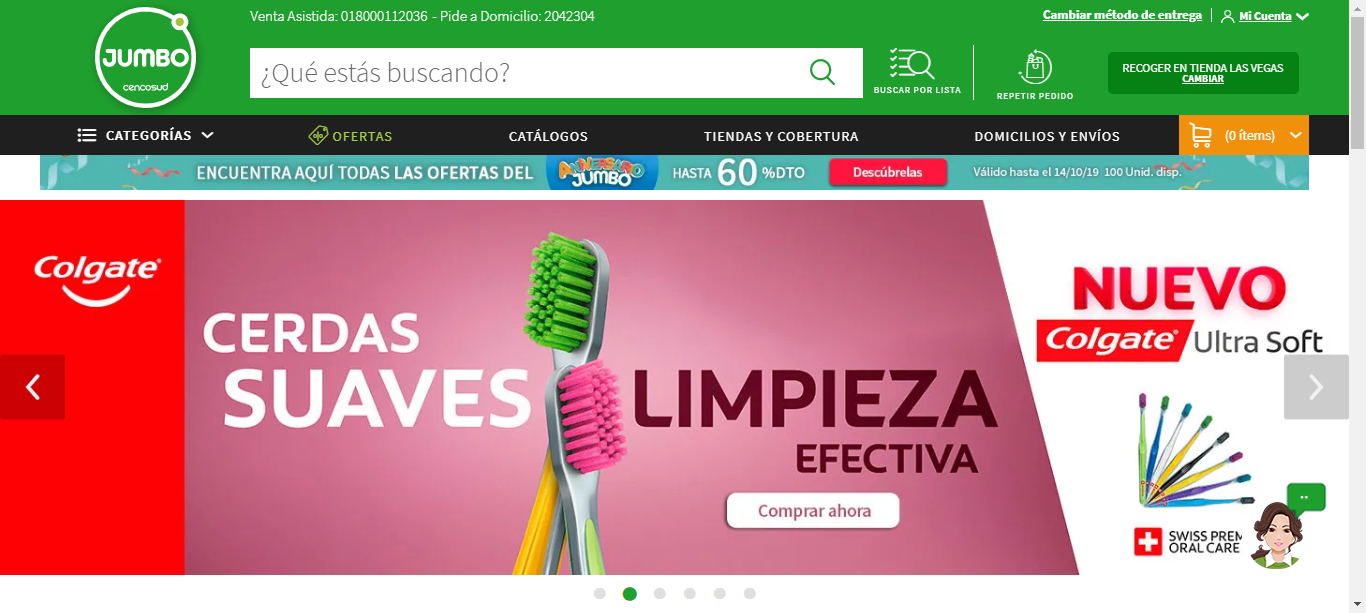 Venta Asistida: 018000112036 - Pide a Domicilio: 2042304
Cambiar método de entrega
Mi Cuenta
JUMBO
cencosud
¿Qué estás buscando?
BUSCAR POR LISTA
REPETIR PEDIDO
RECOGER EN TIENDA LAS VEGAS
CAMBIAR
CATEGORÍAS
OFERTAS
CATÁLOGOS
TIENDAS Y COBERTURA
DOMICILIOS Y ENVÍOS
(0 ítems)
ENCUENTRA AQUÍ TODAS LAS OFERTAS DEL
ANIVERSARIO
JUMBO
HASTA 60 %DTO
Descúbrelas
Válido hasta el 14/10/19 100 Unid. disp.
Colgate
CERDAS
SUAVES
LIMPIEZA
EFECTIVA
Comprar ahora
NUEVO
Colgate Ultra Soft
SWISS PREM
ORAL CARE